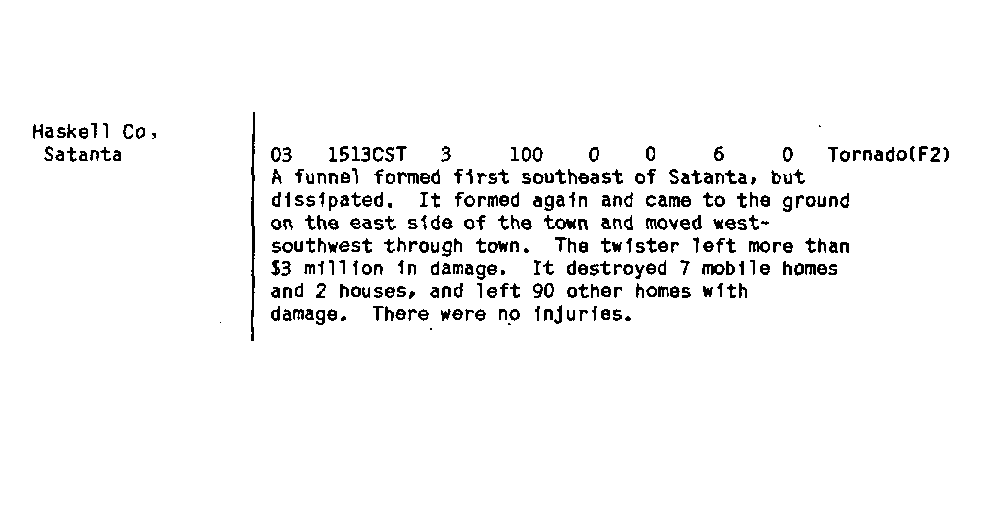 Haskell Co,
Satanta
03 1513CST 3 100 0 0 6 0 Tornado(F2)
A funnel formed first southeast of Satanta, but
dissipated. It formed again and came to the ground
on the east side of the town and moved west-
southwest through town. The twister left more than
$3 million in damage. It destroyed 7 mobile homes
and 2 houses, and left 90 other homes with
damage. There were no injuries.